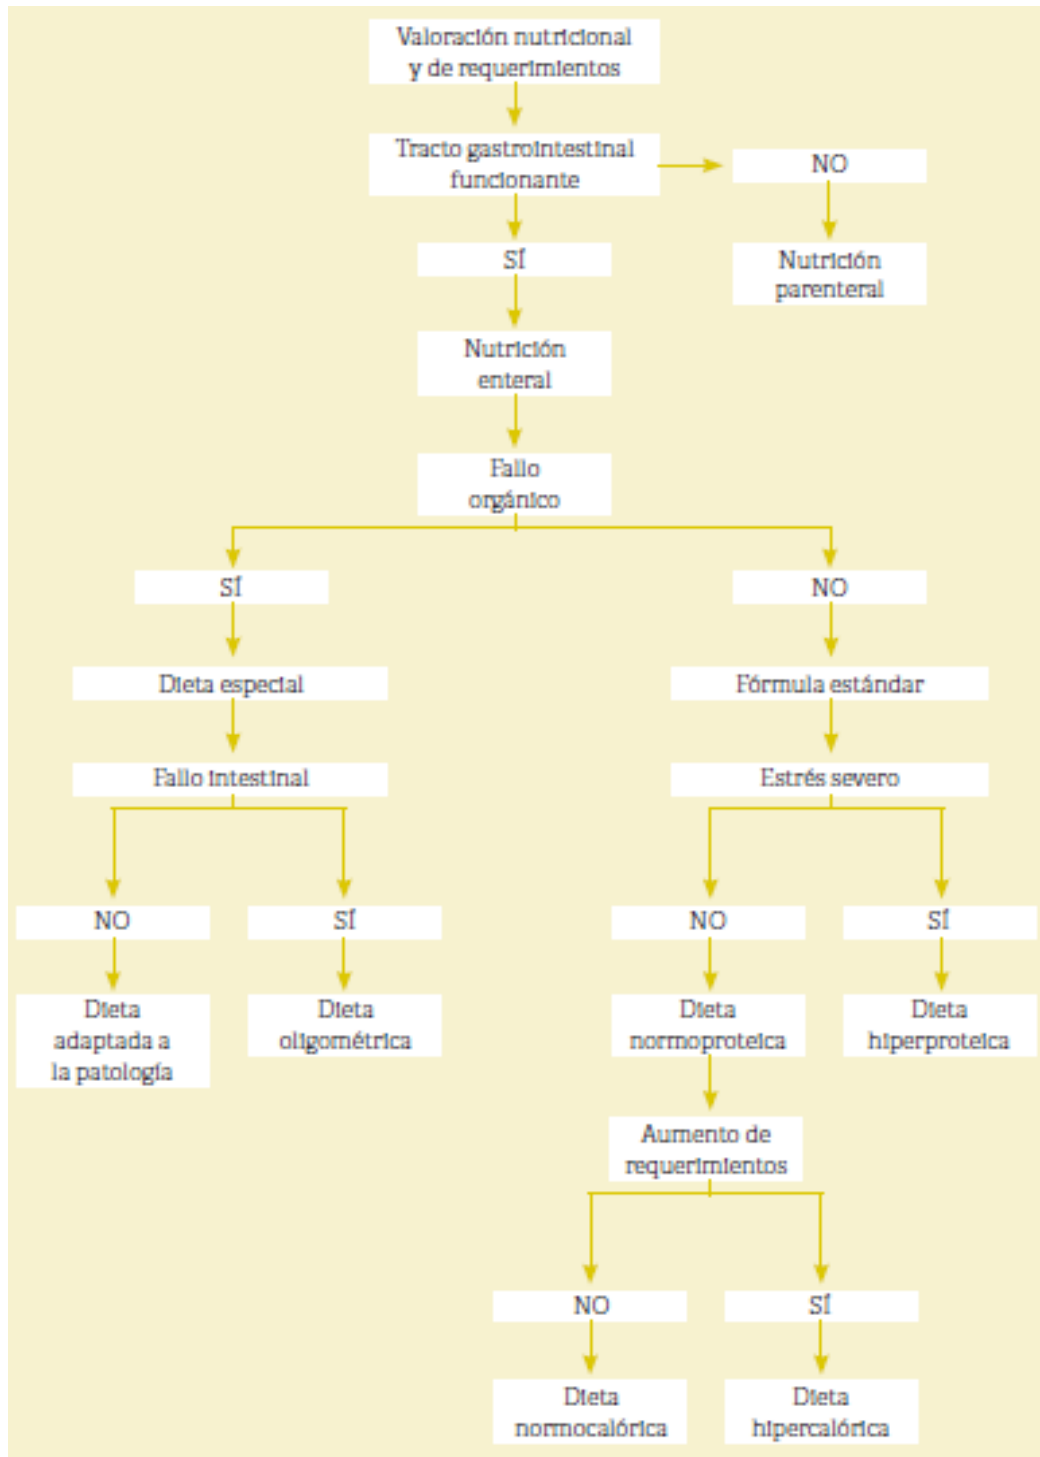 Valoración nutricional
y de requerimientos
Tracto gastrointestinal
funcionante
NO
SÍ
Nutrición
parenteral
Nutrición
enteral
Fallo
orgánico
SÍ
NO
Dieta especial
Fórmula estándar
Fallo intestinal
Estrés severo
NO
SÍ
NO
SÍ
Dieta
adaptada a
la patología
Dieta
oligométrica
Dieta
normoproteica
Dieta
hiperproteica
Aumento de
requerimientos
NO
SÍ
Dieta
normocalórica
Dieta
hipercalórica